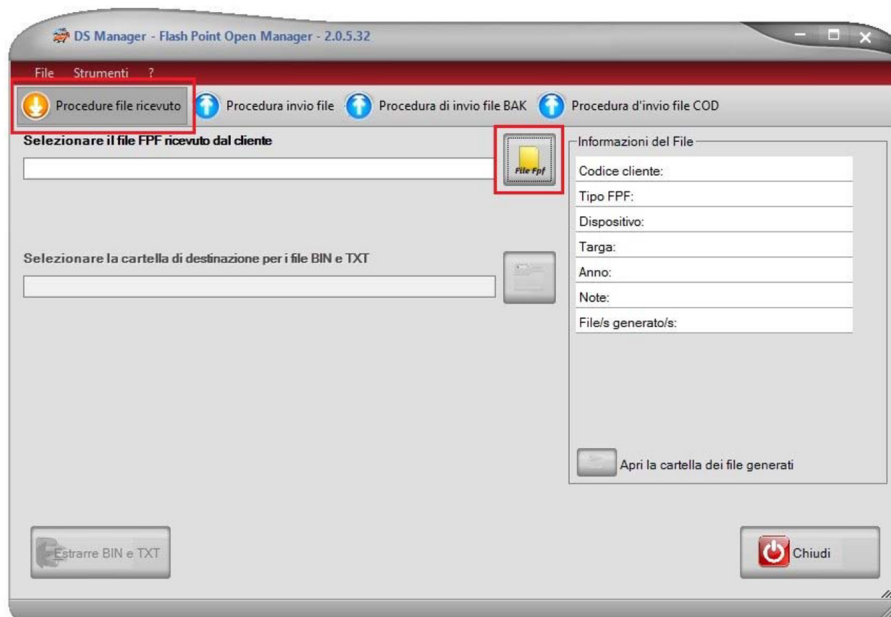 DS Manager - Flash Point Open Manager - 2.0.5.32
File Strumenti ?
Procedure file ricevuto Procedura invio file Procedura di invio file BAK Procedura d'invio file COD
Selezionare il file FPF ricevuto dal cliente
File Fpf
Informazioni del File
Codice cliente:
Tipo FPF:
Dispositivo:
Targa:
Anno:
Note:
File/s generato/s:
Selezionare la cartella di destinazione per i file BIN e TXT
Apri la cartella dei file generati
Estrarre BIN e TXT
Chiudi